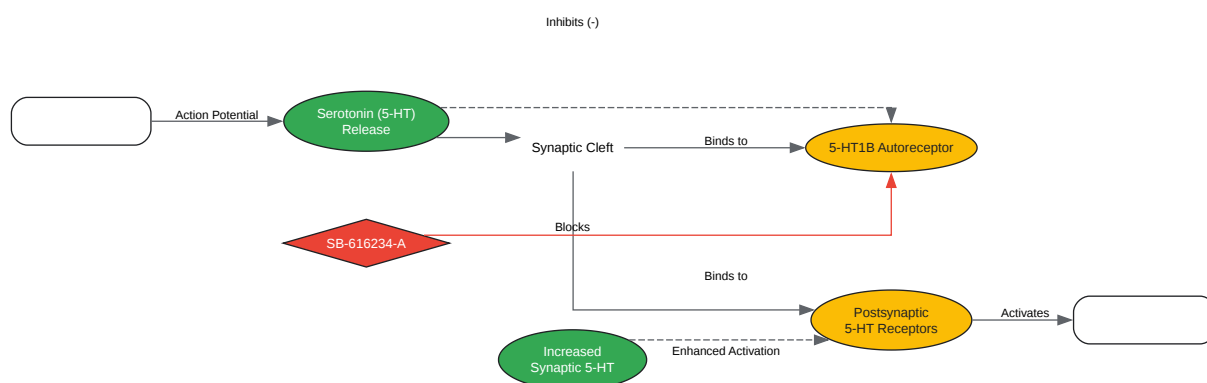 Inhibits (-)
Action Potential
Serotonin (5-HT)
Release
Synaptic Cleft
Binds to
5-HT1B Autoreceptor
Blocks
SB-616234-A
Binds to
Postsynaptic
5-HT Receptors
Activates
Increased
Synaptic 5-HT
Enhanced Activation